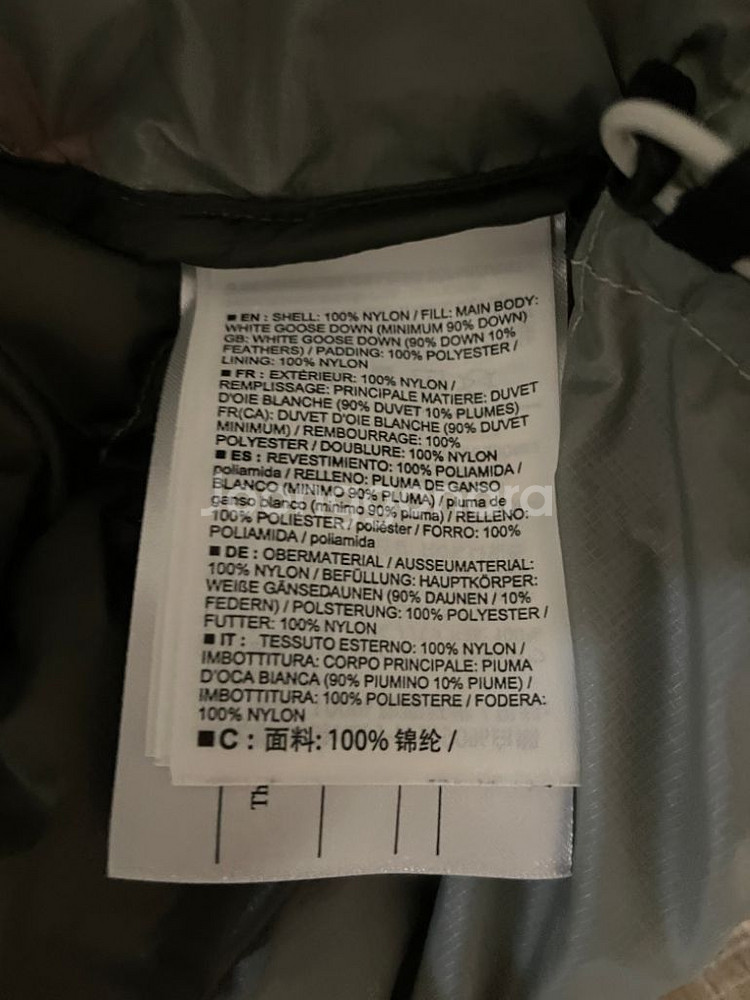 ■ EN : SHELL: 100% NYLON / FILL: MAIN BODY:
WHITE GOOSE DOWN (MINIMUM 90% DOWN)
GB: WHITE GOOSE DOWN (90% DOWN 10%
FEATHERS) / PADDING: 100% POLYESTER /
LINING: 100% NYLON
■ FR : EXTÉRIEUR: 100% NYLON /
REMPLISSAGE: PRINCIPALE MATIERE: DUVET
D'OIE BLANCHE (90% DUVET 10% PLUMES)
FR(CA): DUVET D'OIE BLANCHE (90% DUVET
MINIMUM) / REMBOURRAGE: 100%
POLYESTER / DOUBLURE: 100% NYLON
■ ES : REVESTIMIENTO: 100% POLIAMIDA /
poliamida / RELLENO: PLUMA DE GANSO
BLANCO (MINIMO 90% PLUMA) / pluma de
ganso blanco (minimo 90% pluma) / RELLENO:
100% POLIÉSTER / poliéster / FORRO: 100%
POLIAMIDA / poliamida
■ DE : OBERMATERIAL / AUSSEUMATERIAL:
100% NYLON / BEFÜLLUNG: HAUPTKÖRPER:
WEIßE GÄNSEDAUNEN (90% DAUNEN / 10%
FEDERN) / POLSTERUNG: 100% POLYESTER /
FUTTER: 100% NYLON
■ IT : TESSUTO ESTERNO: 100% NYLON /
IMBOTTITURA: CORPO PRINCIPALE: PIUMA
D'OCA BIANCA (90% PIUMINO 10% PIUME) /
IMBOTTITURA: 100% POLIESTERE / FODERA:
100% NYLON
■ C : 面料: 100% 锦纶 /
Th